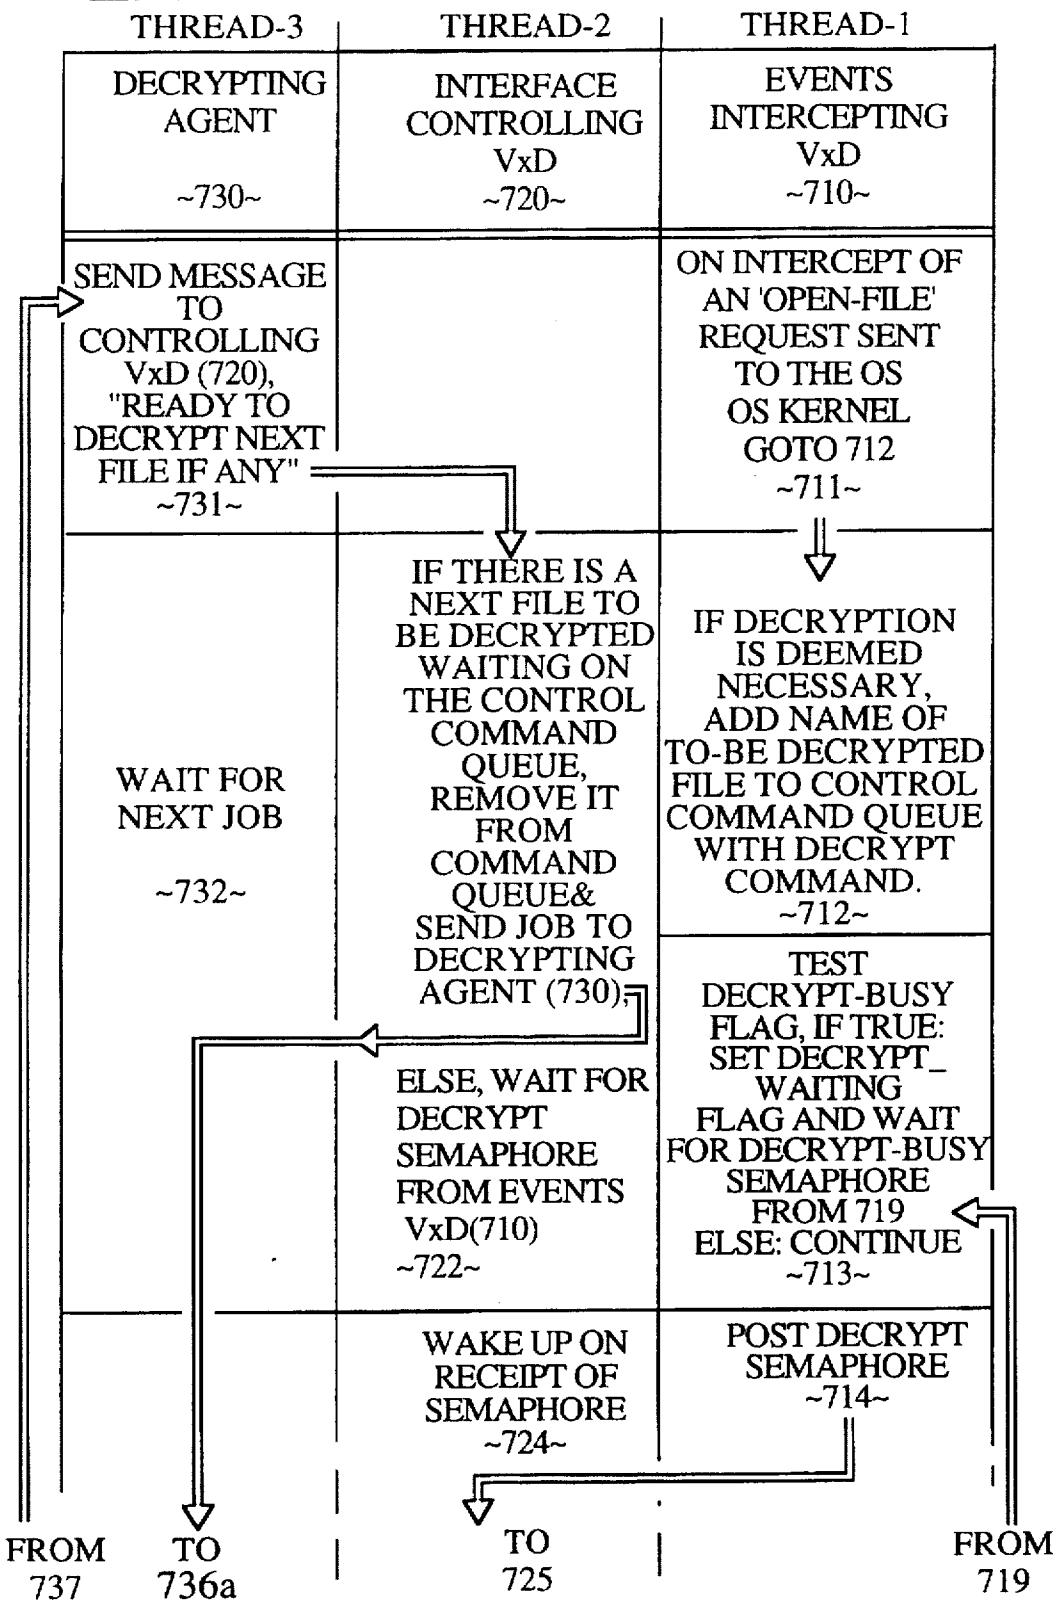 THREAD-3
THREAD-2
THREAD-1
DECRYPTING
AGENT
~730~
INTERFACE
CONTROLLING
VxD
~720~
EVENTS
INTERCEPTING
VxD
~710~
SEND MESSAGE
TO
CONTROLLING
VxD (720),
"READY TO
DECRYPT NEXT
FILE IF ANY"
~731~
ON INTERCEPT OF
AN 'OPEN-FILE'
REQUEST SENT
TO THE OS
OS KERNEL
GOTO 712
~711~
WAIT FOR
NEXT JOB
~732~
IF THERE IS A
NEXT FILE TO
BE DECRYPTED
WAITING ON
THE CONTROL
COMMAND
QUEUE,
REMOVE IT
FROM
COMMAND
QUEUE&
SEND JOB TO
DECRYPTING
AGENT (730),
ELSE, WAIT FOR
DECRYPT
SEMAPHORE
FROM EVENTS
VxD(710)
~722~
IF DECRYPTION
IS DEEMED
NECESSARY,
ADD NAME OF
TO-BE DECRYPTED
FILE TO CONTROL
COMMAND QUEUE
WITH DECRYPT
COMMAND.
~712~
TEST
DECRYPT-BUSY
FLAG, IF TRUE:
SET DECRYPT_
WAITING
FLAG AND WAIT
FOR DECRYPT-BUSY
SEMAPHORE
FROM 719
ELSE: CONTINUE
~713~
WAKE UP ON
RECEIPT OF
SEMAPHORE
~724~
POST DECRYPT
SEMAPHORE
~714~
FROM
737
TO
736a
TO
725
FROM
719